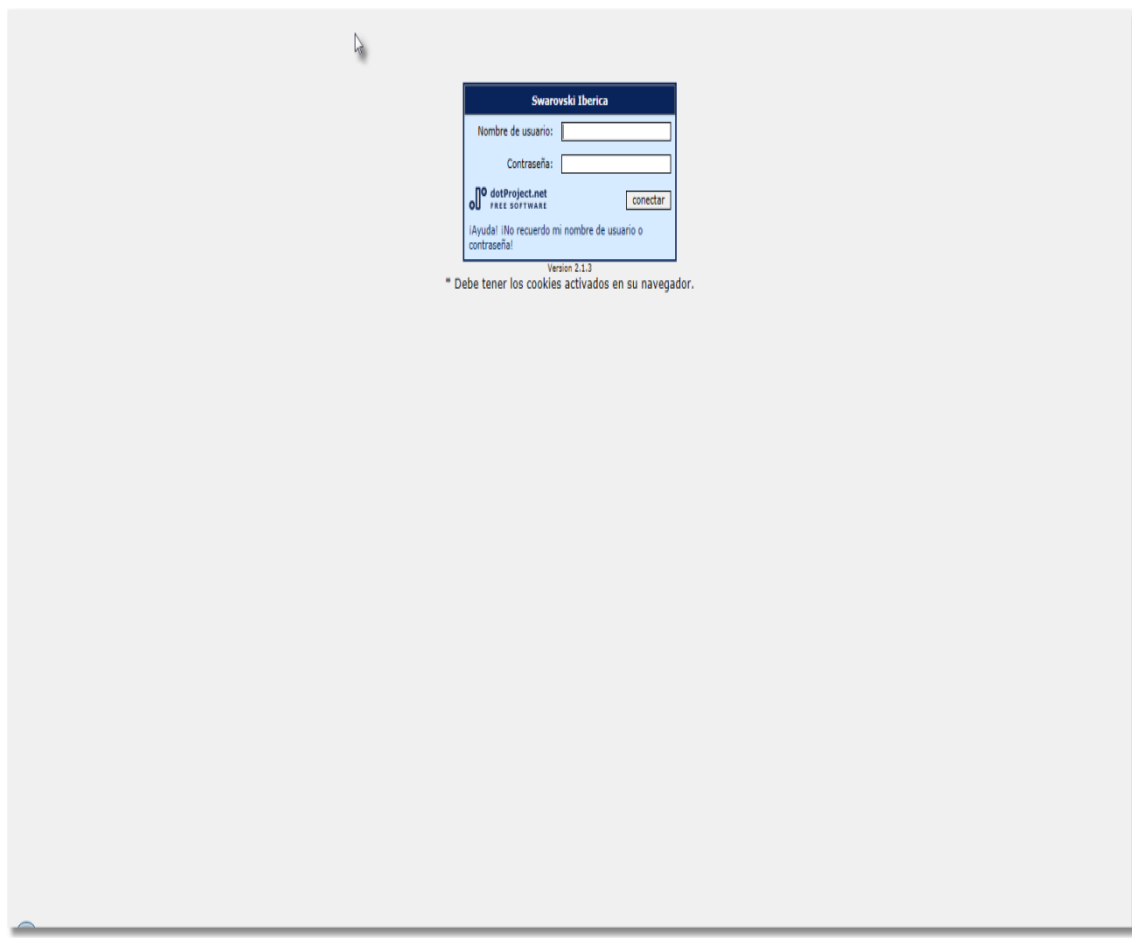 Swarovski Iberica
Nombre de usuario:
Contraseña:
dotProject.net
FREE SOFTWARE
conectar
¡Ayuda! ¡No recuerdo mi nombre de usuario o
contraseña!
Version 2.1.3
* Debe tener los cookies activados en su navegador.